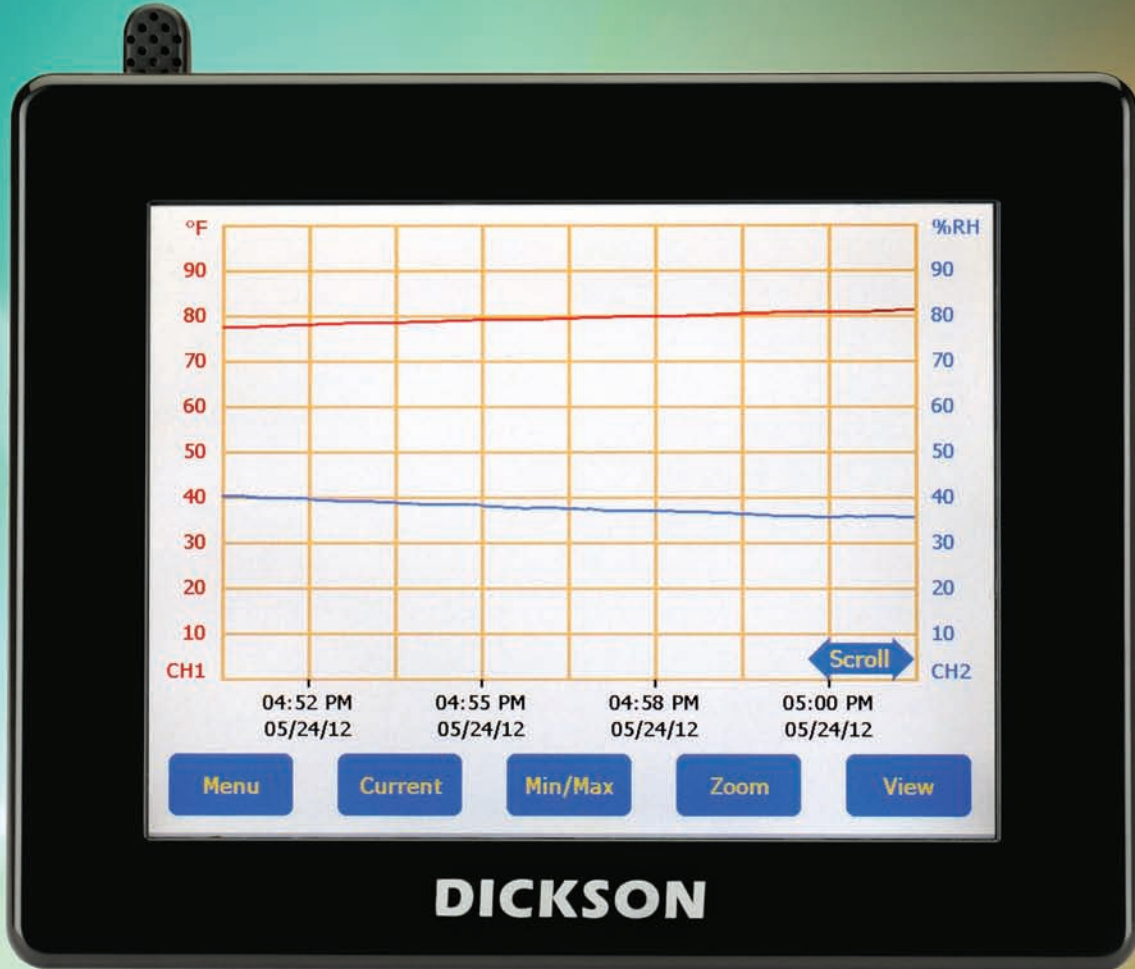 °F %RH
90 90
80 80
70 70
60 60
50 50
40 40
30 30
20 20
10 10
CH1 Scroll CH2
04:52 PM 04:55 PM 04:58 PM 05:00 PM
05/24/12 05/24/12 05/24/12 05/24/12
Menu Current Min/Max Zoom View
DICKSON